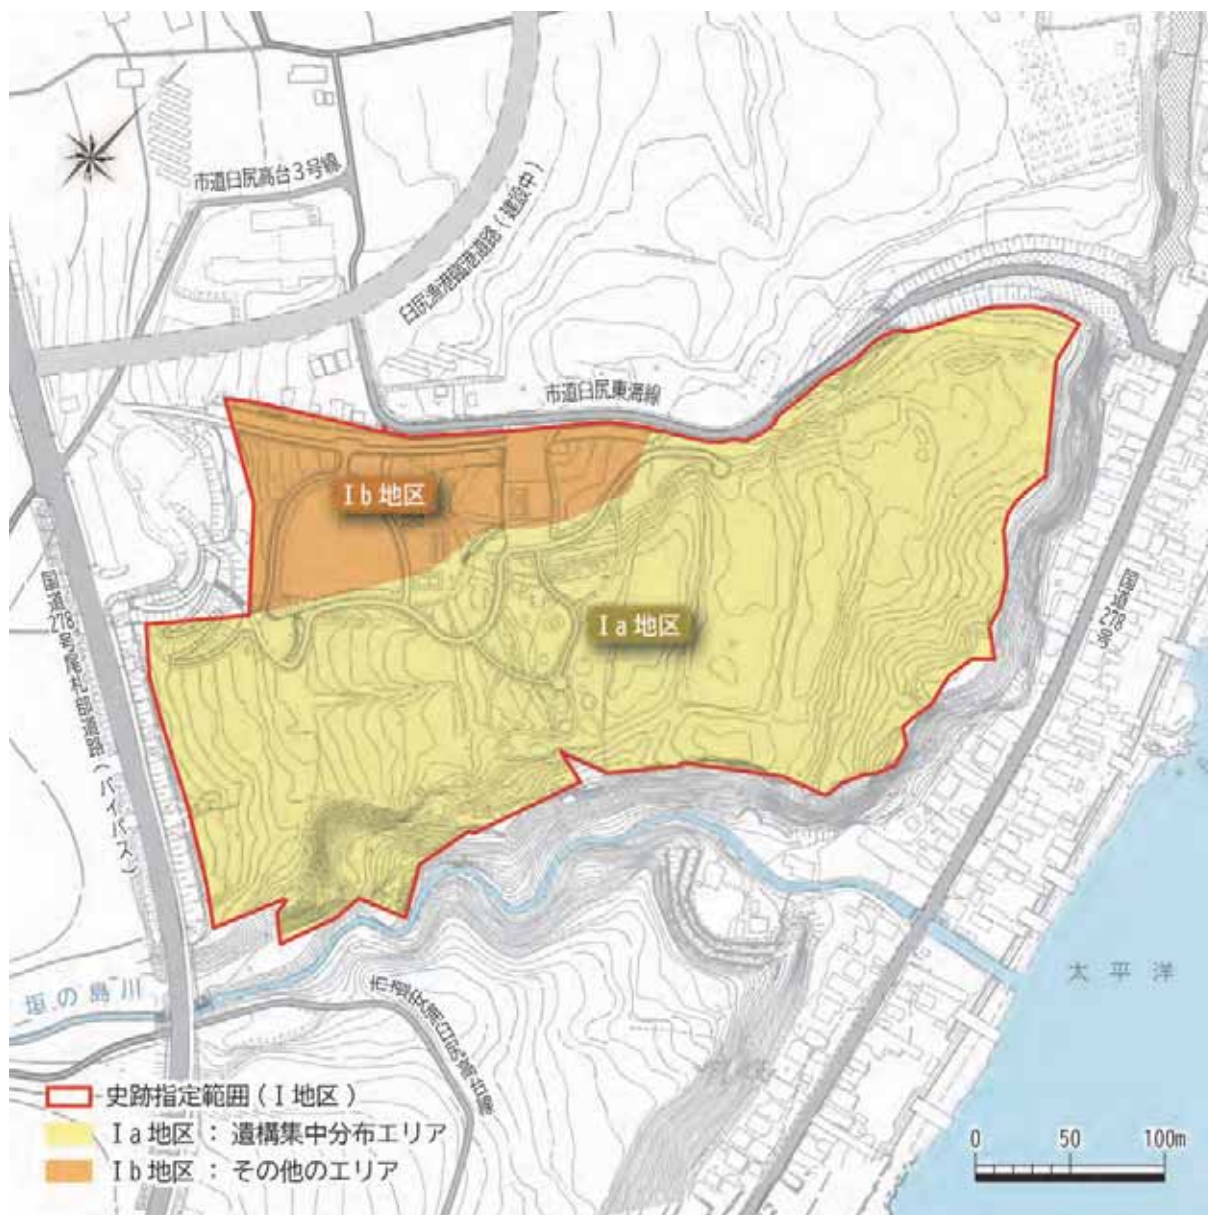 市道臼尻高台3号線
臼尻漁港臨港道路(建設中)
市道臼尻東海線
Ⅰb地区
Ⅰa地区
国道278号尾札部道路(バイパス)
国道278号
太平洋
垣の島川
史跡指定範囲(Ⅰ地区)
Ⅰa地区 : 遺構集中分布エリア
Ⅰb地区 : その他のエリア
0 50 100m